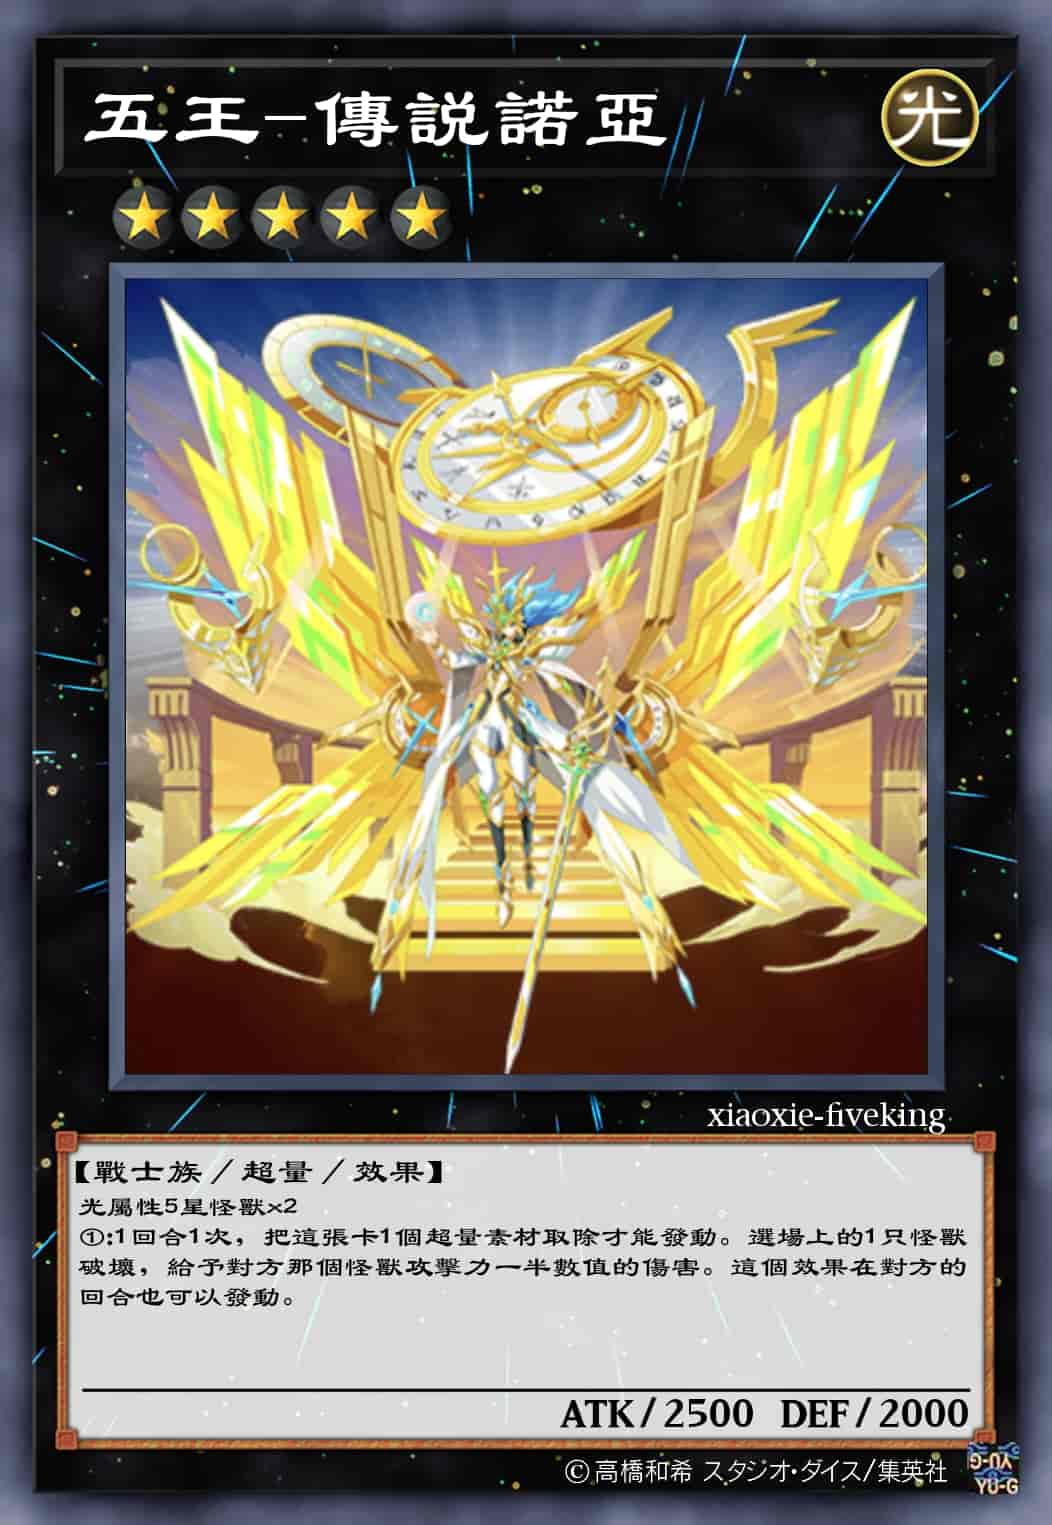 五王-傳説諾亞
光
xiaoxie-fiveking
【戰士族／超量／效果】
光屬性5星怪獸×2
①:1回合1次，把這張卡1個超量素材取除才能發動。選場上的1只怪獸
破壞，給予對方那個怪獸攻擊力一半數值的傷害。這個效果在對方的
回合也可以發動。
ATK/2500 DEF/2000
©高橋和希 スタジオ・ダイス/集英社
YU-G